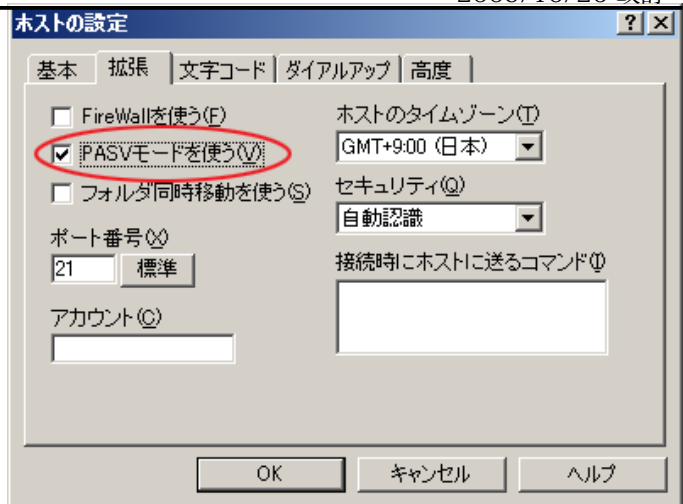 ホストの設定
基本 拡張 文字コード ダイアルアップ 高度
FireWallを使う(F)
PASVモードを使う(V)
フォルダ同時移動を使う(S)
ポート番号(X)
21 標準
アカウント(C)
ホストのタイムゾーン(T)
GMT+9:00 (日本)
セキュリティ(Q)
自動認識
接続時にホストに送るコマンド(I)
OK キャンセル ヘルプ